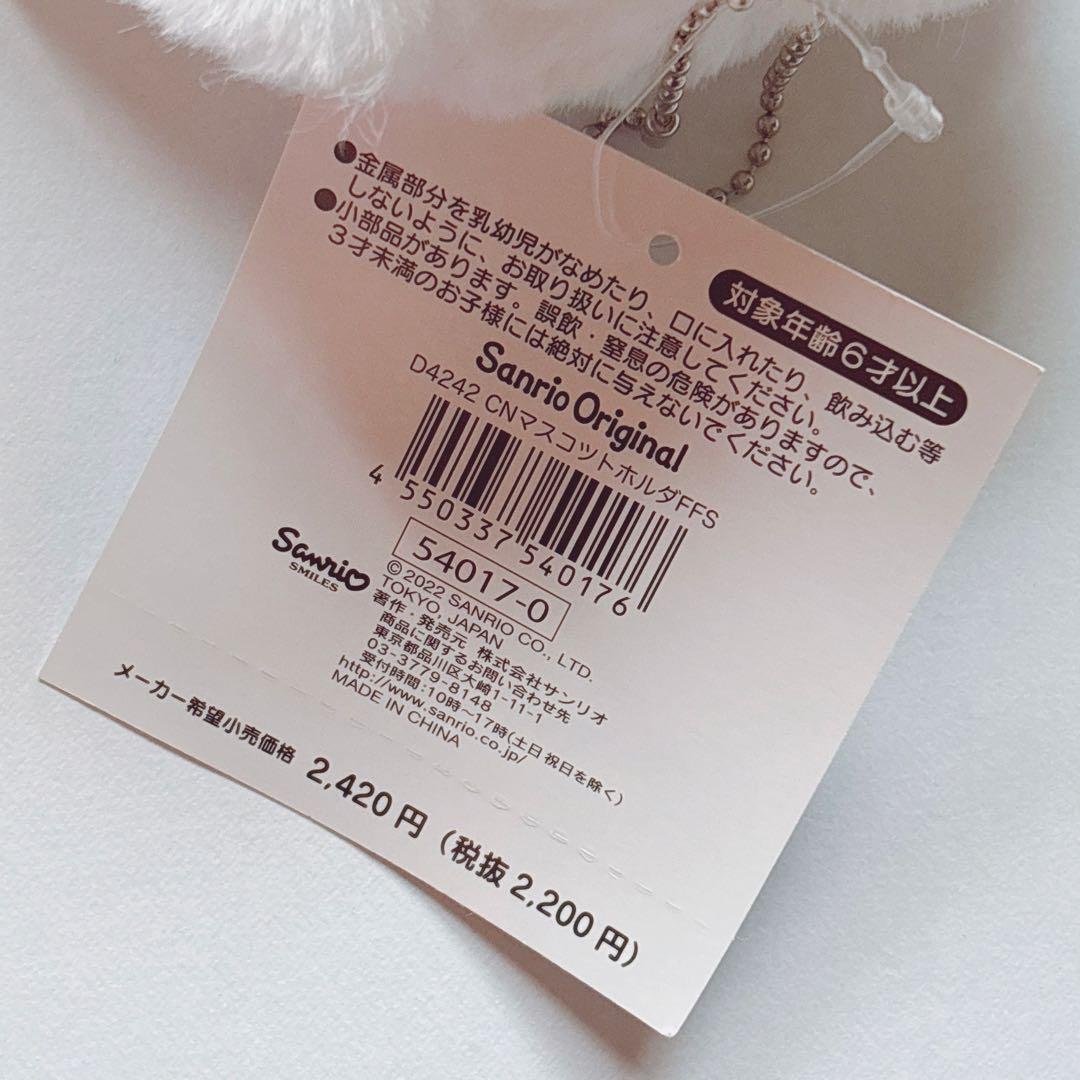 対象年齢6才以上
●金属部分を乳幼児がなめたり、口に入れたり、飲み込む等
しないように、お取り扱いに注意してください。
●小部品があります。誤飲・窒息の危険がありますので、
3才未満のお子様には絶対に与えないでください。
Sanrio Original
D4242 CNマスコットホルダFFS
4 550337 540176
54017-0
Sanrio
SMILES
©2022 SANRIO CO., LTD.
TOKYO, JAPAN
著作・発売元 株式会社サンリオ
商品に関するお問い合わせ先
東京都品川区大崎1-11-1
03-3779-8148
受付時間:10時〜17時(土日祝日を除く)
http://www.sanrio.co.jp/
MADE IN CHINA
メーカー希望小売価格 2,420円(税抜2,200円)